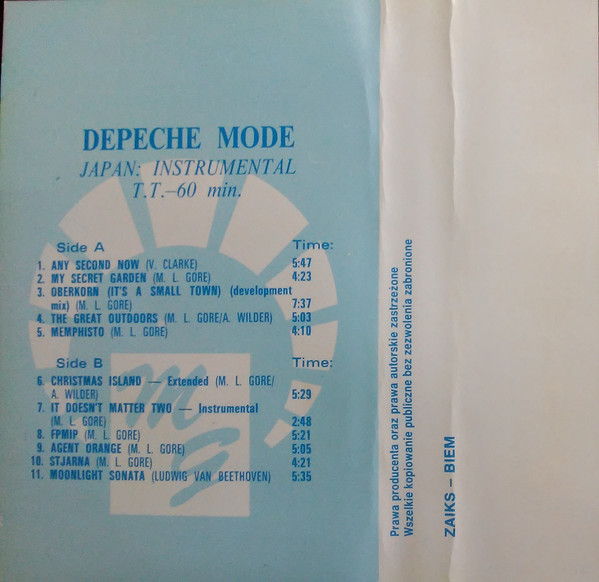 DEPECHE MODE
JAPAN: INSTRUMENTAL
T.T.–60 min.
Side A Time:
1. ANY SECOND NOW (V. CLARKE) 5:47
2. MY SECRET GARDEN (M. L. GORE) 4:23
3. OBERKORN (IT'S A SMALL TOWN) (development
mix) (M. L. GORE) 7:37
4. THE GREAT OUTDOORS (M. L. GORE/A. WILDER) 5:03
5. MEMPHISTO (M. L. GORE) 4:10
Side B Time:
6. CHRISTMAS ISLAND — Extended (M. L. GORE/
A. WILDER) 5:29
7. IT DOESN'T MATTER TWO — Instrumental
(M. L. GORE) 2:48
8. FPMIP (M. L. GORE) 5:21
9. AGENT ORANGE (M. L. GORE) 5:05
10. STJARNA (M. L. GORE) 4:21
11. MOONLIGHT SONATA (LUDWIG VAN BEETHOVEN) 5:35
MG
Prawa producenta oraz prawa autorskie zastrzeżone
Wszelkie kopiowanie publiczne bez zezwolenia zabronione
ZAIKS – BIEM